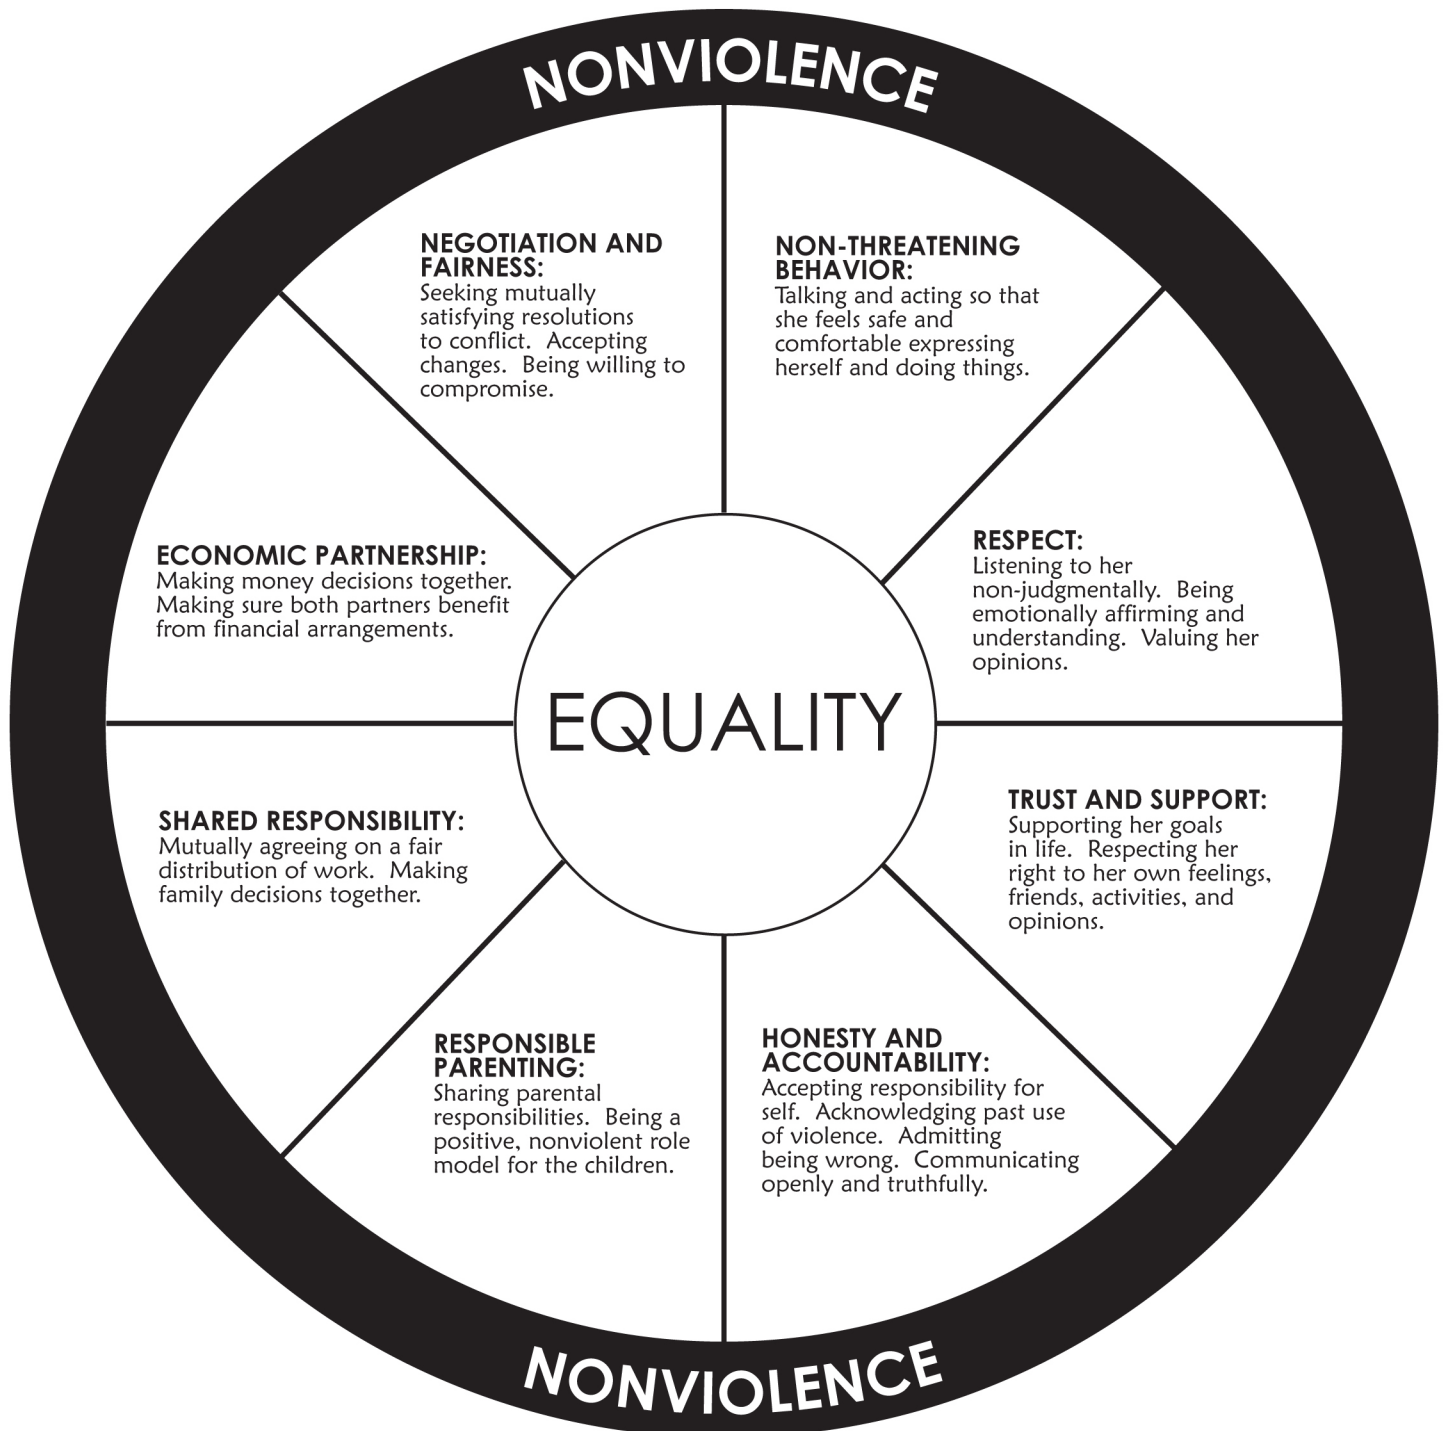 NONVIOLENCE
NEGOTIATION AND
FAIRNESS:
Seeking mutually
satisfying resolutions
to conflict. Accepting
changes. Being willing to
compromise.
NON-THREATENING
BEHAVIOR:
Talking and acting so that
she feels safe and
comfortable expressing
herself and doing things.
ECONOMIC PARTNERSHIP:
Making money decisions together.
Making sure both partners benefit
from financial arrangements.
RESPECT:
Listening to her
non-judgmentally. Being
emotionally affirming and
understanding. Valuing her
opinions.
EQUALITY
SHARED RESPONSIBILITY:
Mutually agreeing on a fair
distribution of work. Making
family decisions together.
TRUST AND SUPPORT:
Supporting her goals
in life. Respecting her
right to her own feelings,
friends, activities, and
opinions.
RESPONSIBLE
PARENTING:
Sharing parental
responsibilities. Being a
positive, nonviolent role
model for the children.
HONESTY AND
ACCOUNTABILITY:
Accepting responsibility for
self. Acknowledging past use
of violence. Admitting
being wrong. Communicating
openly and truthfully.
NONVIOLENCE